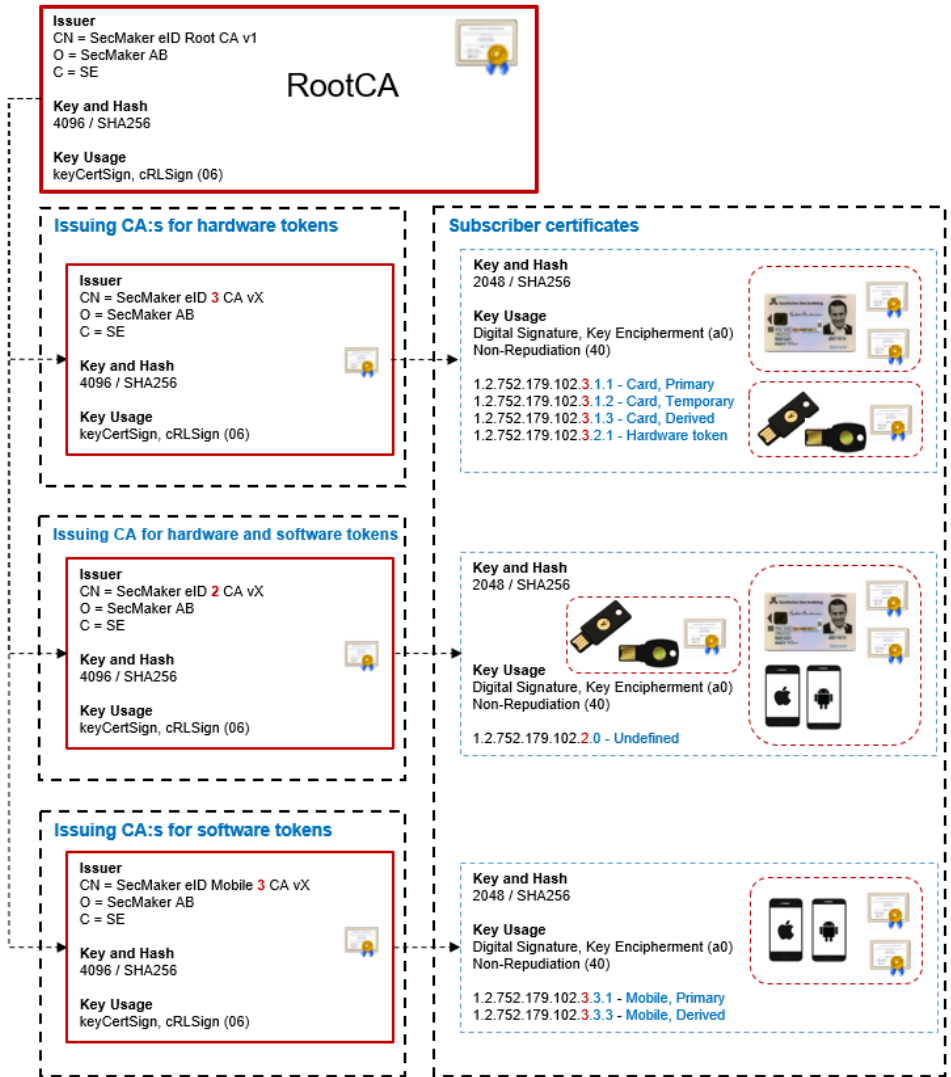 Issuer
CN = SecMaker eID Root CA v1
O = SecMaker AB
C = SE
RootCA
Key and Hash
4096 / SHA256
Key Usage
keyCertSign, cRLSign (06)
Issuing CA:s for hardware tokens
Issuer
CN = SecMaker eID 3 CA vX
O = SecMaker AB
C = SE
Key and Hash
4096 / SHA256
Key Usage
keyCertSign, cRLSign (06)
Subscriber certificates
Key and Hash
2048 / SHA256
Key Usage
Digital Signature, Key Encipherment (a0)
Non-Repudiation (40)
1.2.752.179.102.3.1.1 - Card, Primary
1.2.752.179.102.3.1.2 - Card, Temporary
1.2.752.179.102.3.1.3 - Card, Derived
1.2.752.179.102.3.2.1 - Hardware token
Issuing CA for hardware and software tokens
Issuer
CN = SecMaker eID 2 CA vX
O = SecMaker AB
C = SE
Key and Hash
4096 / SHA256
Key Usage
keyCertSign, cRLSign (06)
Key and Hash
2048 / SHA256
Key Usage
Digital Signature, Key Encipherment (a0)
Non-Repudiation (40)
1.2.752.179.102.2.0 - Undefined
Issuing CA:s for software tokens
Issuer
CN = SecMaker eID Mobile 3 CA vX
O = SecMaker AB
C = SE
Key and Hash
4096 / SHA256
Key Usage
keyCertSign, cRLSign (06)
Key and Hash
2048 / SHA256
Key Usage
Digital Signature, Key Encipherment (a0)
Non-Repudiation (40)
1.2.752.179.102.3.3.1 - Mobile, Primary
1.2.752.179.102.3.3.3 - Mobile, Derived